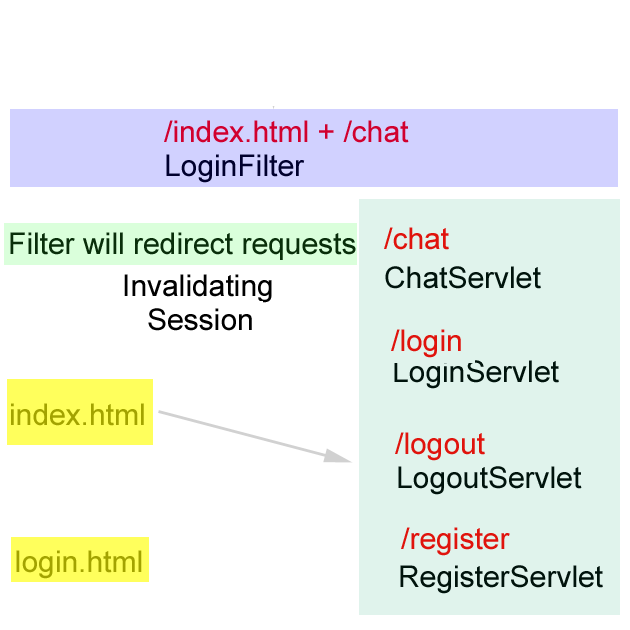 /index.html + /chat
LoginFilter
Filter will redirect requests
Invalidating
Session
index.html
login.html
/chat
ChatServlet
/login
LoginServlet
/logout
LogoutServlet
/register
RegisterServlet